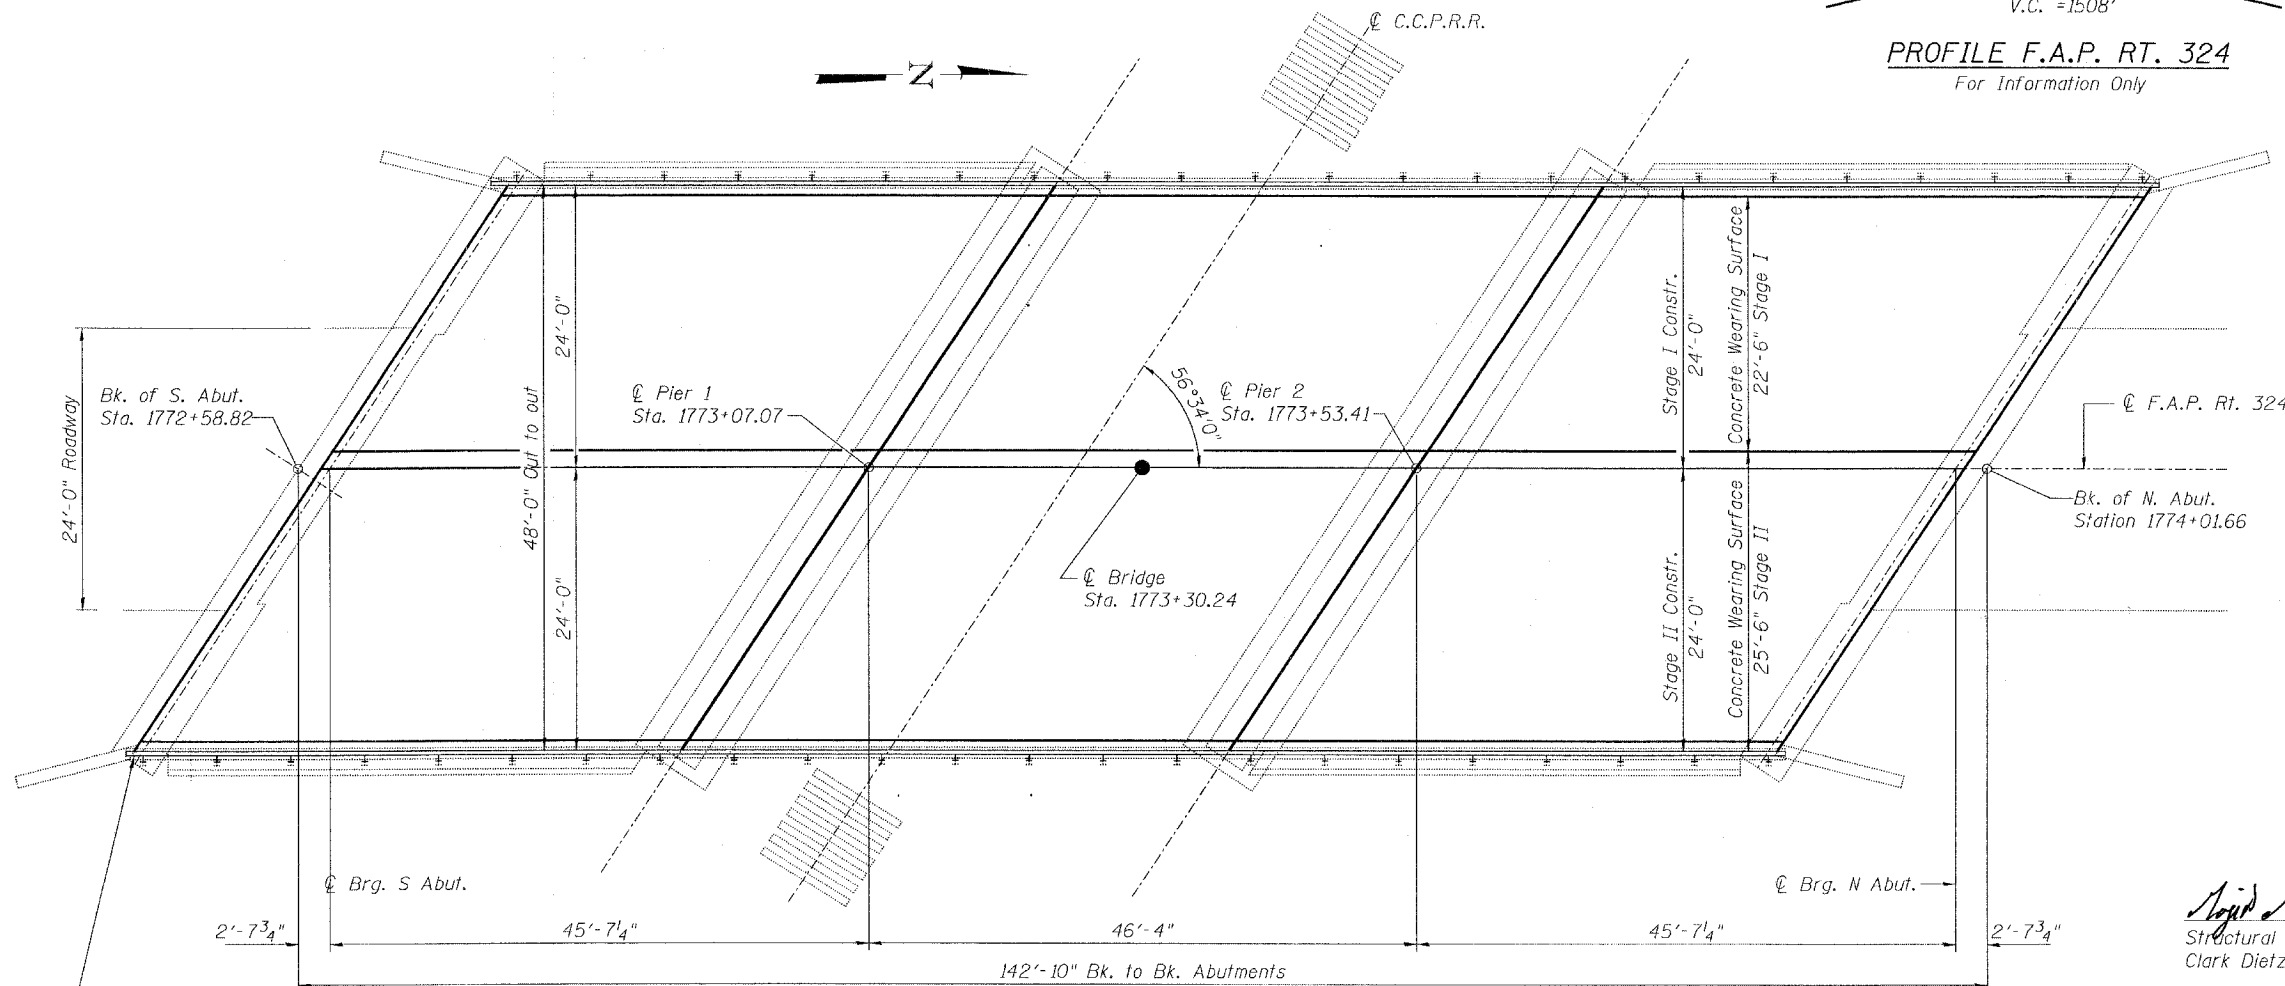 V.C. =1508'
PROFILE F.A.P. RT. 324
For Information Only
℄ C.C.P.R.R.
N
24'-0" Roadway
Bk. of S. Abut.
Sta. 1772+58.82
48'-0" Out to out
24'-0"
24'-0"
℄ Pier 1
Sta. 1773+07.07
56°34'0"
℄ Pier 2
Sta. 1773+53.41
℄ Bridge
Sta. 1773+30.24
Stage I Constr.
24'-0"
Concrete Wearing Surface
22'-6" Stage I
Stage II Constr.
24'-0"
Concrete Wearing Surface
25'-6" Stage II
℄ F.A.P. Rt. 324
Bk. of N. Abut.
Station 1774+01.66
℄ Brg. S Abut.
℄ Brg. N Abut.
2'-7¾"
45'-7¼"
46'-4"
45'-7¼"
2'-7¾"
142'-10" Bk. to Bk. Abutments
Structural
Clark Dietz